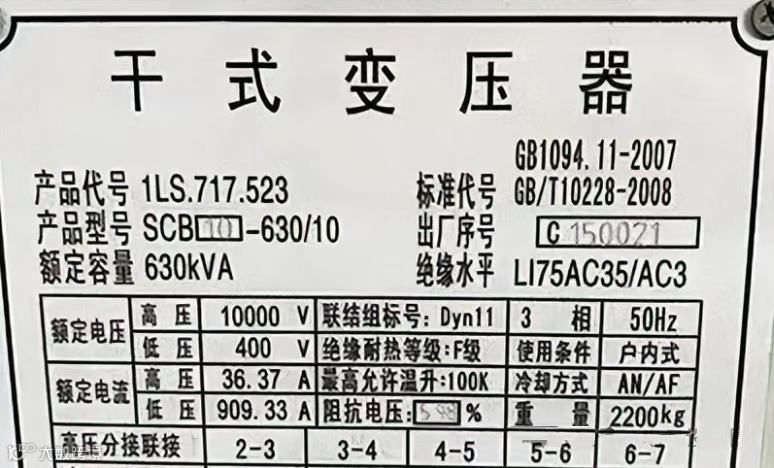 干式变压器
GB1094.11-2007
产品代号 1LS.717.523 标准代号 GB/T10228-2008
产品型号 SCB10-630/10 出厂序号 C150021
额定容量 630kVA 绝缘水平 LI75AC35/AC3
额定电压 高压 10000 V 联结组标号：Dyn11 3 相 50Hz
低压 400 V 绝缘耐热等级：F级 使用条件 户内式
额定电流 高压 36.37 A 最高允许温升：100K 冷却方式 AN/AF
低压 909.33 A 阻抗电压：5.98 % 重量 2200kg
高压分接联接 2-3 3-4 4-5 5-6 6-7